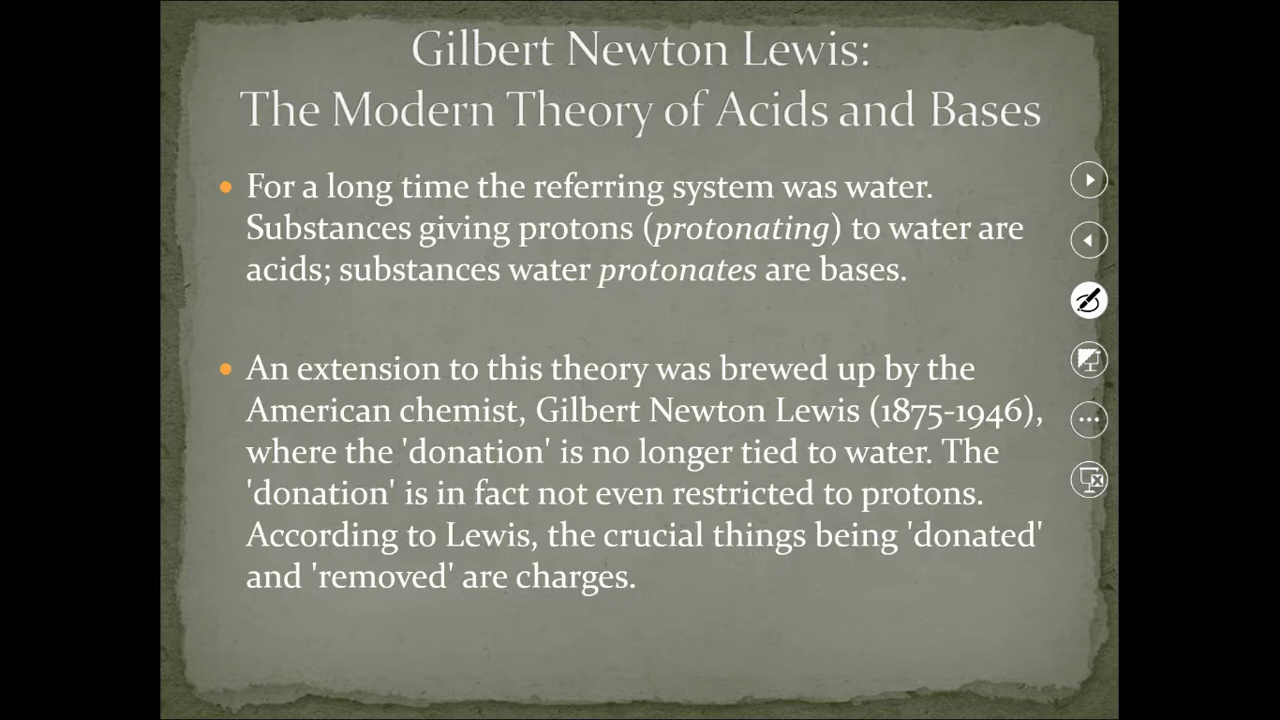 Gilbert Newton Lewis:
The Modern Theory of Acids and Bases
• For a long time the referring system was water.
Substances giving protons (protonating) to water are
acids; substances water protonates are bases.
• An extension to this theory was brewed up by the
American chemist, Gilbert Newton Lewis (1875-1946),
where the 'donation' is no longer tied to water. The
'donation' is in fact not even restricted to protons.
According to Lewis, the crucial things being 'donated'
and 'removed' are charges.